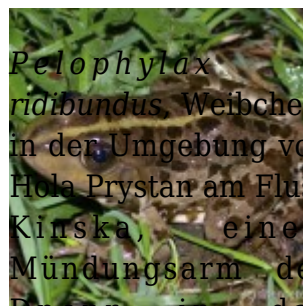 Pelophylax
ridibundus, Weibche
in der Umgebung vo
Hola Prystan am Flu
Kinska, eine
Mündungsarm de